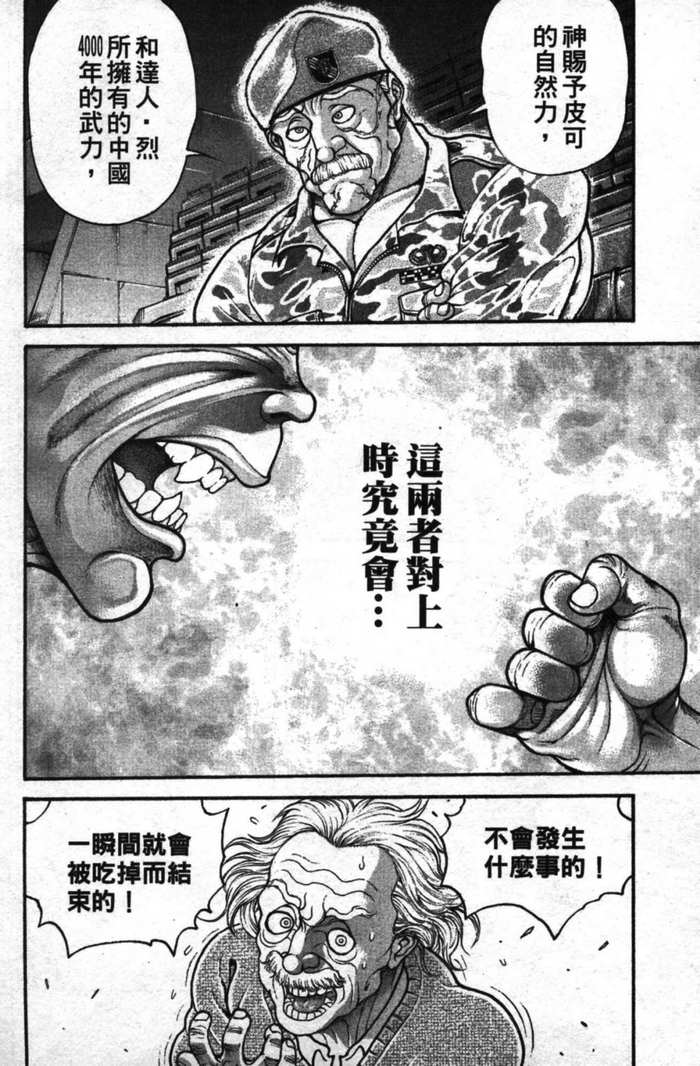 神賜予皮可
的自然力，
和達人．烈
所擁有的中國
4000年的武力，
這兩者對上
時究竟會…
不會發生
什麼事的！
一瞬間就會
被吃掉而結
束的！